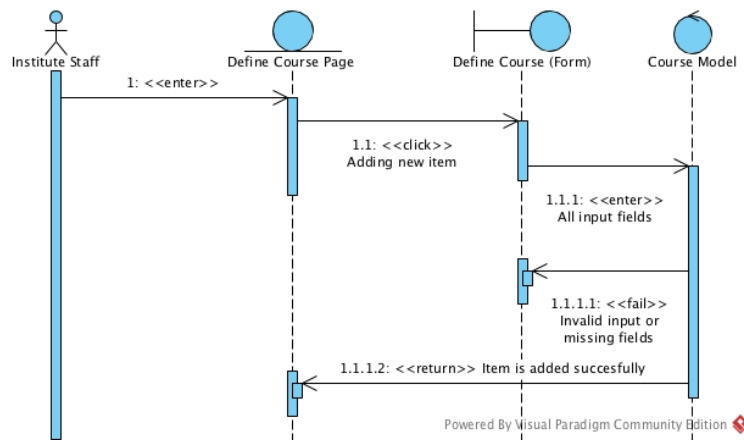 Institute Staff
Define Course Page
Define Course (Form)
Course Model
1: <<enter>>
1.1: <<click>>
Adding new item
1.1.1: <<enter>>
All input fields
1.1.1.1: <<fail>>
Invalid input or
missing fields
1.1.1.2: <<return>> Item is added succesfully
Powered By Visual Paradigm Community Edition